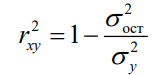 r²xy = 1 − σ²ост / σ²y